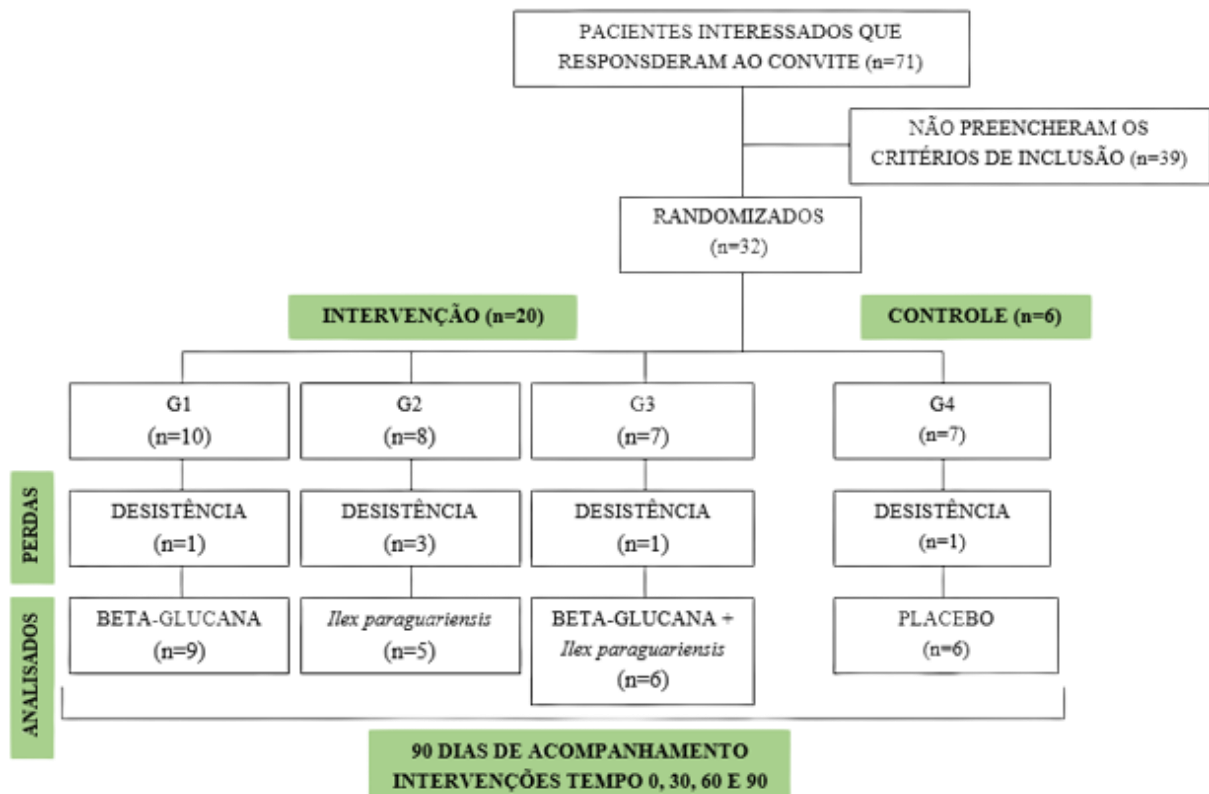 PACIENTES INTERESSADOS QUE
RESPONSDERAM AO CONVITE (n=71)
NÃO PREENCHERAM OS
CRITÉRIOS DE INCLUSÃO (n=39)
RANDOMIZADOS
(n=32)
INTERVENÇÃO (n=20)
CONTROLE (n=6)
G1
(n=10)
G2
(n=8)
G3
(n=7)
G4
(n=7)
PERDAS
DESISTÊNCIA
(n=1)
DESISTÊNCIA
(n=3)
DESISTÊNCIA
(n=1)
DESISTÊNCIA
(n=1)
ANALISADOS
BETA-GLUCANA
(n=9)
Ilex paraguariensis
(n=5)
BETA-GLUCANA +
Ilex paraguariensis
(n=6)
PLACEBO
(n=6)
90 DIAS DE ACOMPANHAMENTO
INTERVENÇÕES TEMPO 0, 30, 60 E 90